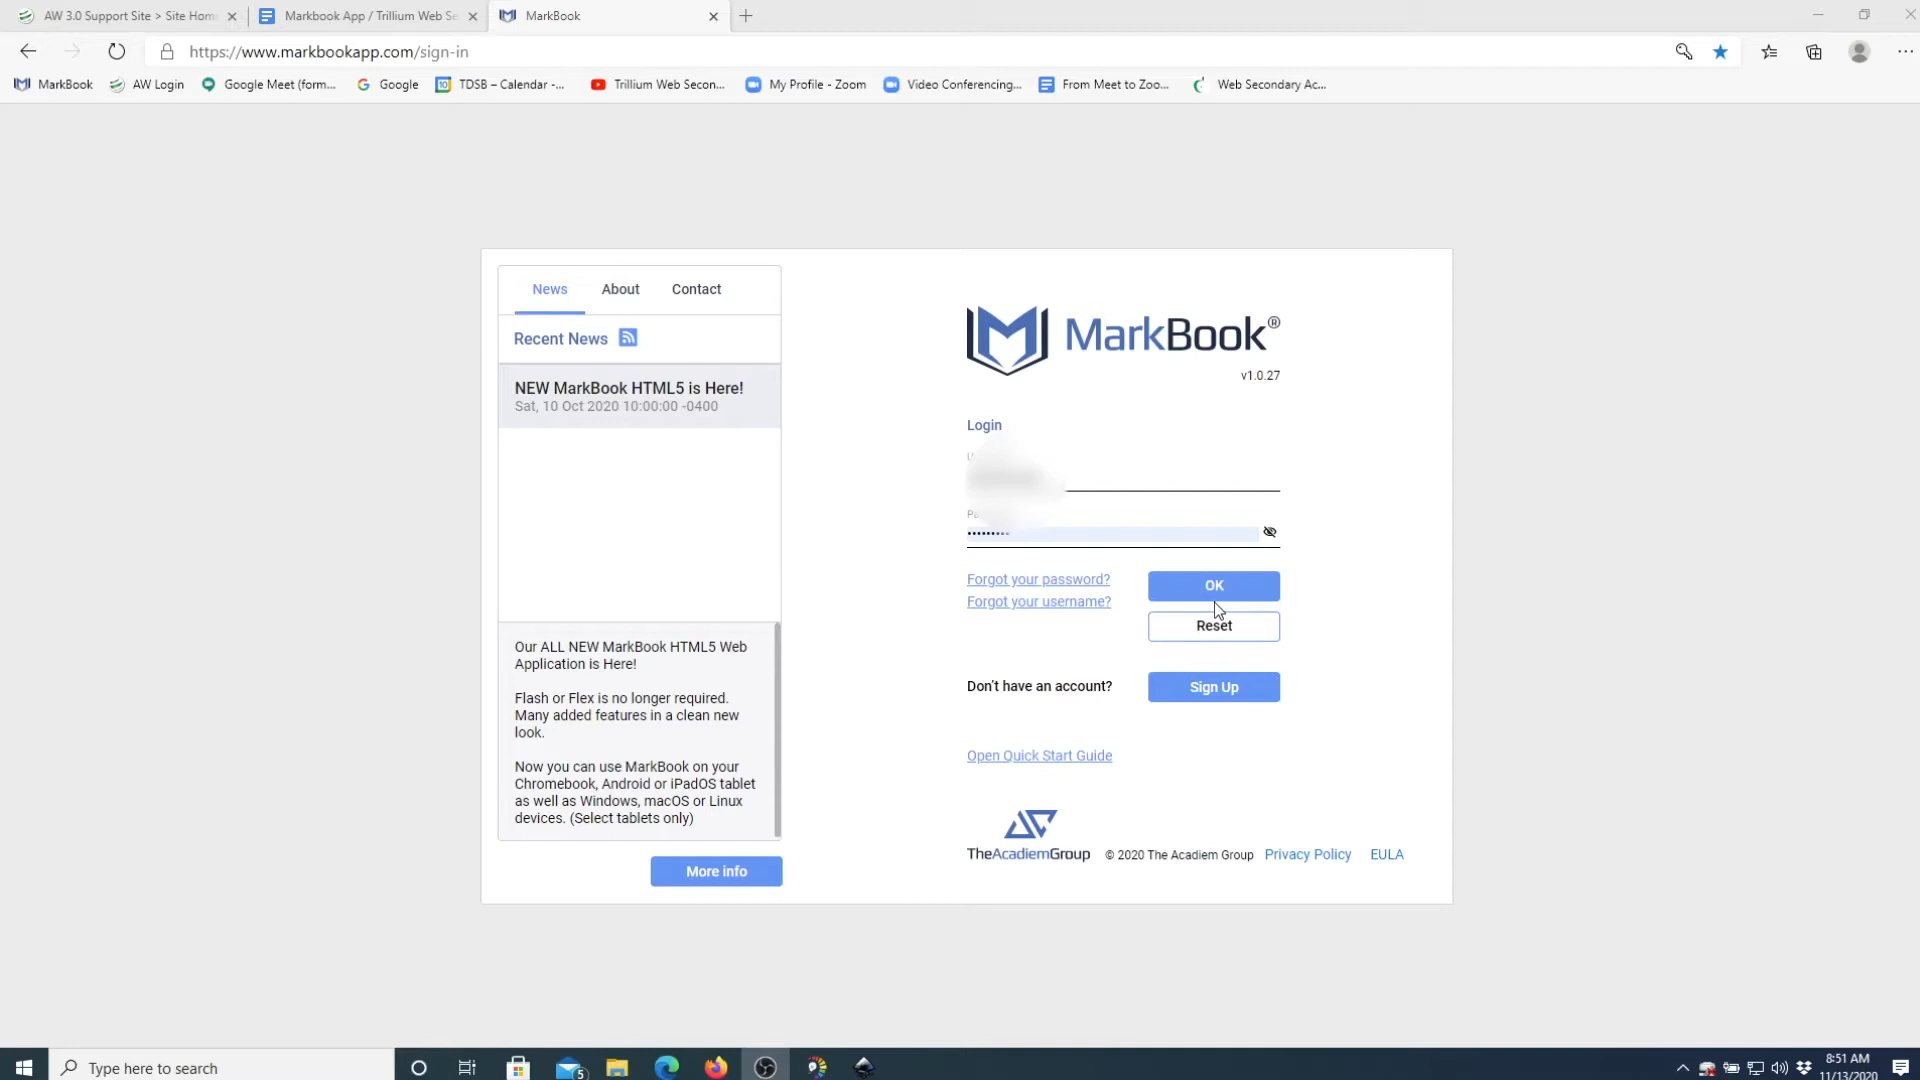 AW 3.0 Support Site > Site Hom
Markbook App / Trillium Web Se
MarkBook
https://www.markbookapp.com/sign-in
MarkBook
AW Login
Google Meet (form...
Google
10
TDSB – Calendar -...
Trillium Web Secon...
My Profile - Zoom
Video Conferencing...
From Meet to Zoo...
Web Secondary Ac...
News
About
Contact
Recent News
NEW MarkBook HTML5 is Here!
Sat, 10 Oct 2020 10:00:00 -0400
Our ALL NEW MarkBook HTML5 Web
Application is Here!
Flash or Flex is no longer required.
Many added features in a clean new
look.
Now you can use MarkBook on your
Chromebook, Android or iPadOS tablet
as well as Windows, macOS or Linux
devices. (Select tablets only)
More info
MarkBook®
v1.0.27
Login
Forgot your password?
Forgot your username?
OK
Reset
Don't have an account?
Sign Up
Open Quick Start Guide
TheAcadiemGroup
© 2020 The Acadiem Group
Privacy Policy
EULA
Type here to search
5
8:51 AM
11/13/2020